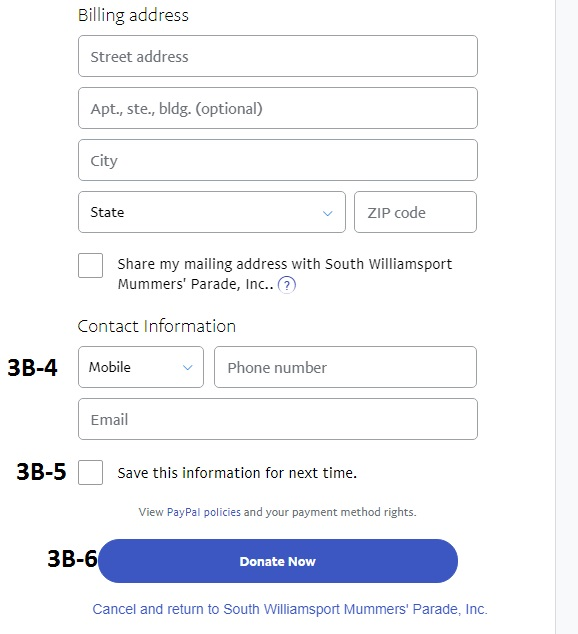 Billing address
Street address
Apt., ste., bldg. (optional)
City
State
ZIP code
Share my mailing address with South Williamsport
Mummers' Parade, Inc.. ?
Contact Information
3B-4
Mobile
Phone number
Email
3B-5
Save this information for next time.
View PayPal policies and your payment method rights.
3B-6
Donate Now
Cancel and return to South Williamsport Mummers' Parade, Inc.